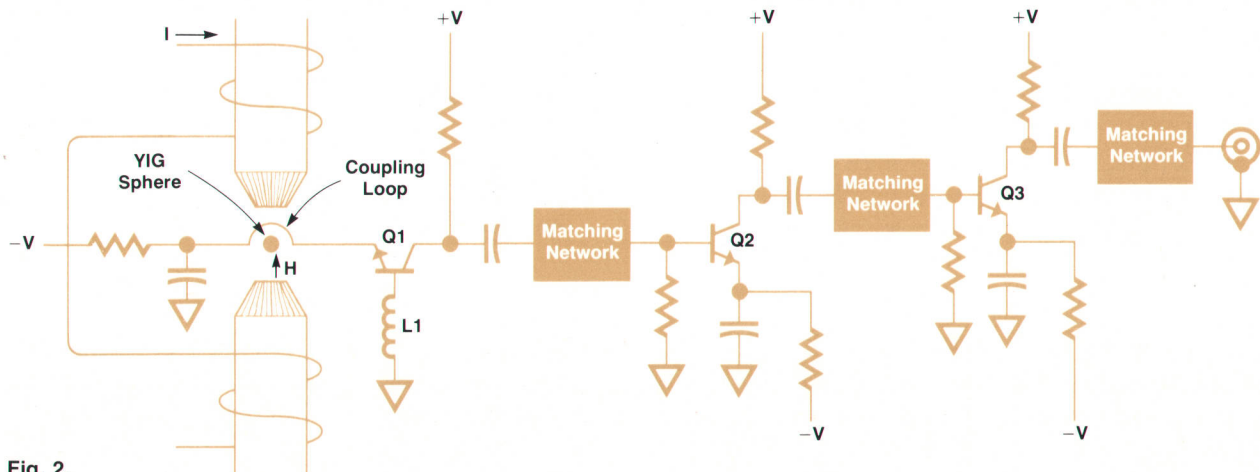 I
YIG
Sphere
Coupling
Loop
H
−V
Q1
L1
+V
Matching
Network
Q2
+V
−V
Matching
Network
Q3
+V
−V
Matching
Network
Fig. 2